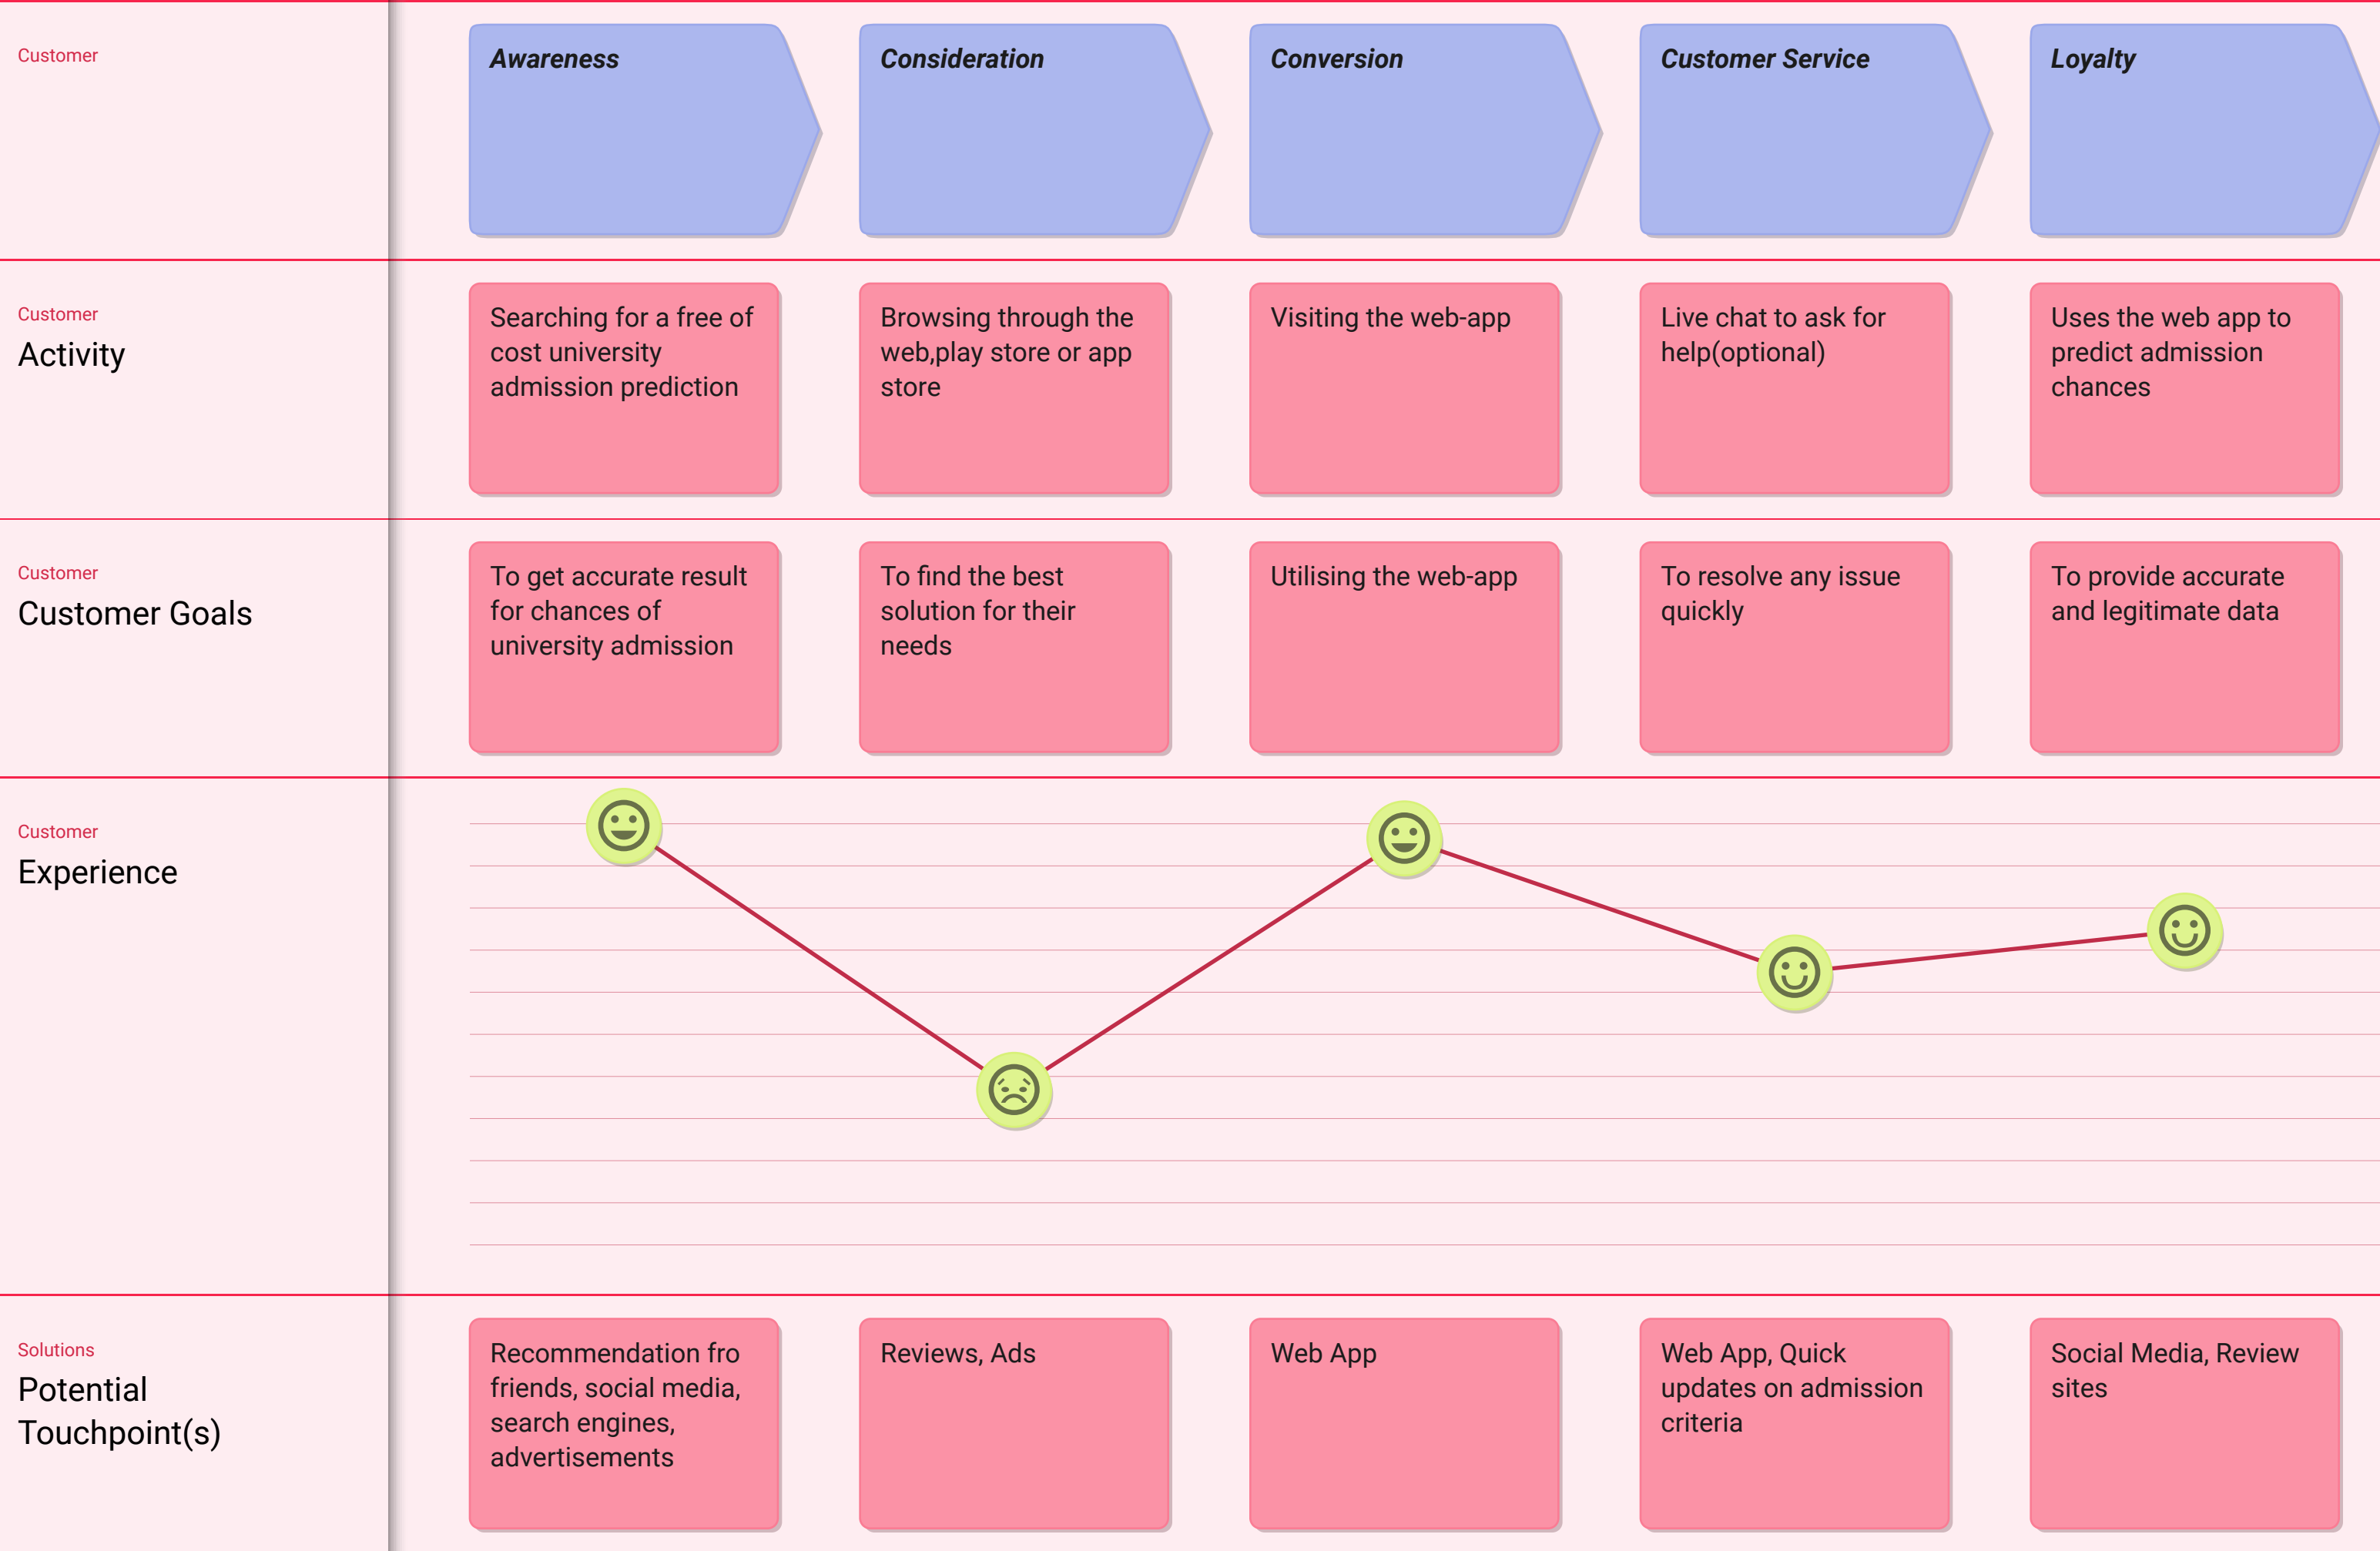 Customer
Awareness
Consideration
Conversion
Customer Service
Loyalty
Customer
Activity
Searching for a free of
cost university
admission prediction
Browsing through the
web,play store or app
store
Visiting the web-app
Live chat to ask for
help(optional)
Uses the web app to
predict admission
chances
Customer
Customer Goals
To get accurate result
for chances of
university admission
To find the best
solution for their
needs
Utilising the web-app
To resolve any issue
quickly
To provide accurate
and legitimate data
Customer
Experience
Solutions
Potential
Touchpoint(s)
Recommendation fro
friends, social media,
search engines,
advertisements
Reviews, Ads
Web App
Web App, Quick
updates on admission
criteria
Social Media, Review
sites